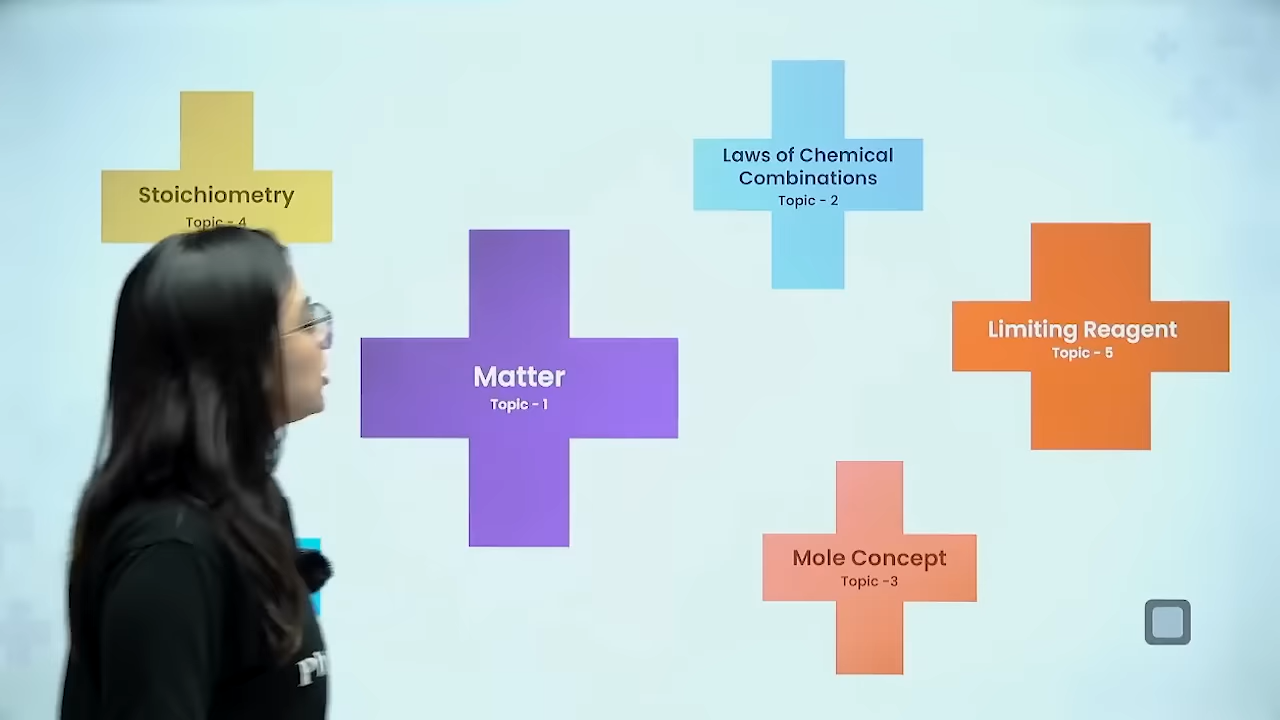 Stoichiometry
Topic - 4
Laws of Chemical
Combinations
Topic - 2
Matter
Topic - 1
Limiting Reagent
Topic - 5
Mole Concept
Topic -3